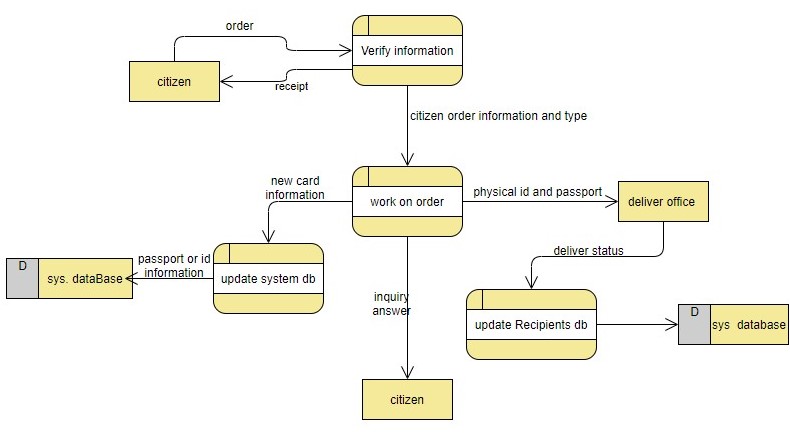 order
Verify information
citizen
receipt
citizen order information and type
new card
information
work on order
physical id and passport
deliver office
passport or id
information
D
sys. dataBase
update system db
deliver status
inquiry
answer
update Recipients db
D
sys database
citizen